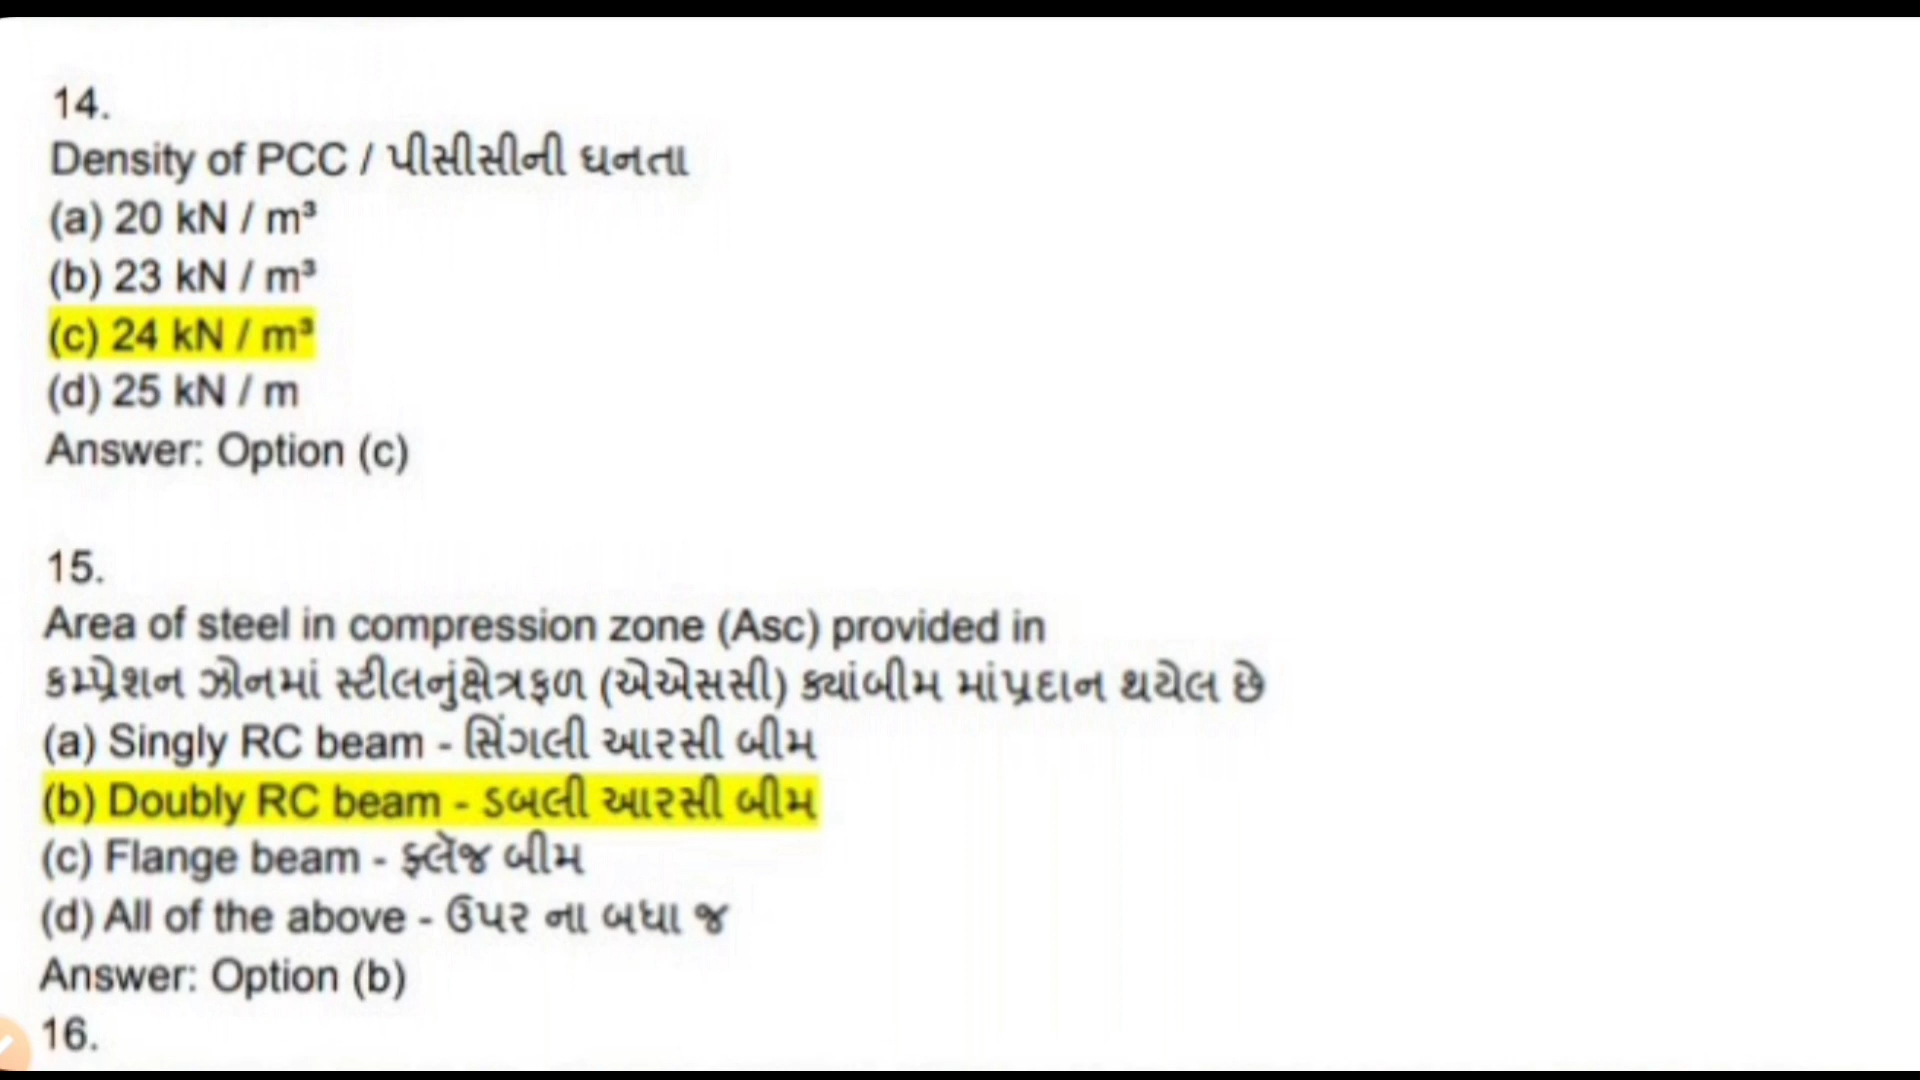 14.
Density of PCC / પીસીસીની ઘનતા
(a) 20 kN / m³
(b) 23 kN / m³
(c) 24 kN / m³
(d) 25 kN / m
Answer: Option (c)
15.
Area of steel in compression zone (Asc) provided in
કમ્પ્રેશન ઝોનમાં સ્ટીલનુંક્ષેત્રફળ (એએસસી) ક્યાંબીમ માંપ્રદાન થયેલ છે
(a) Singly RC beam - સિંગલી આરસી બીમ
(b) Doubly RC beam - ડબલી આરસી બીમ
(c) Flange beam - ફ્લેંજ બીમ
(d) All of the above - ઉપર ના બધા જ
Answer: Option (b)
16.